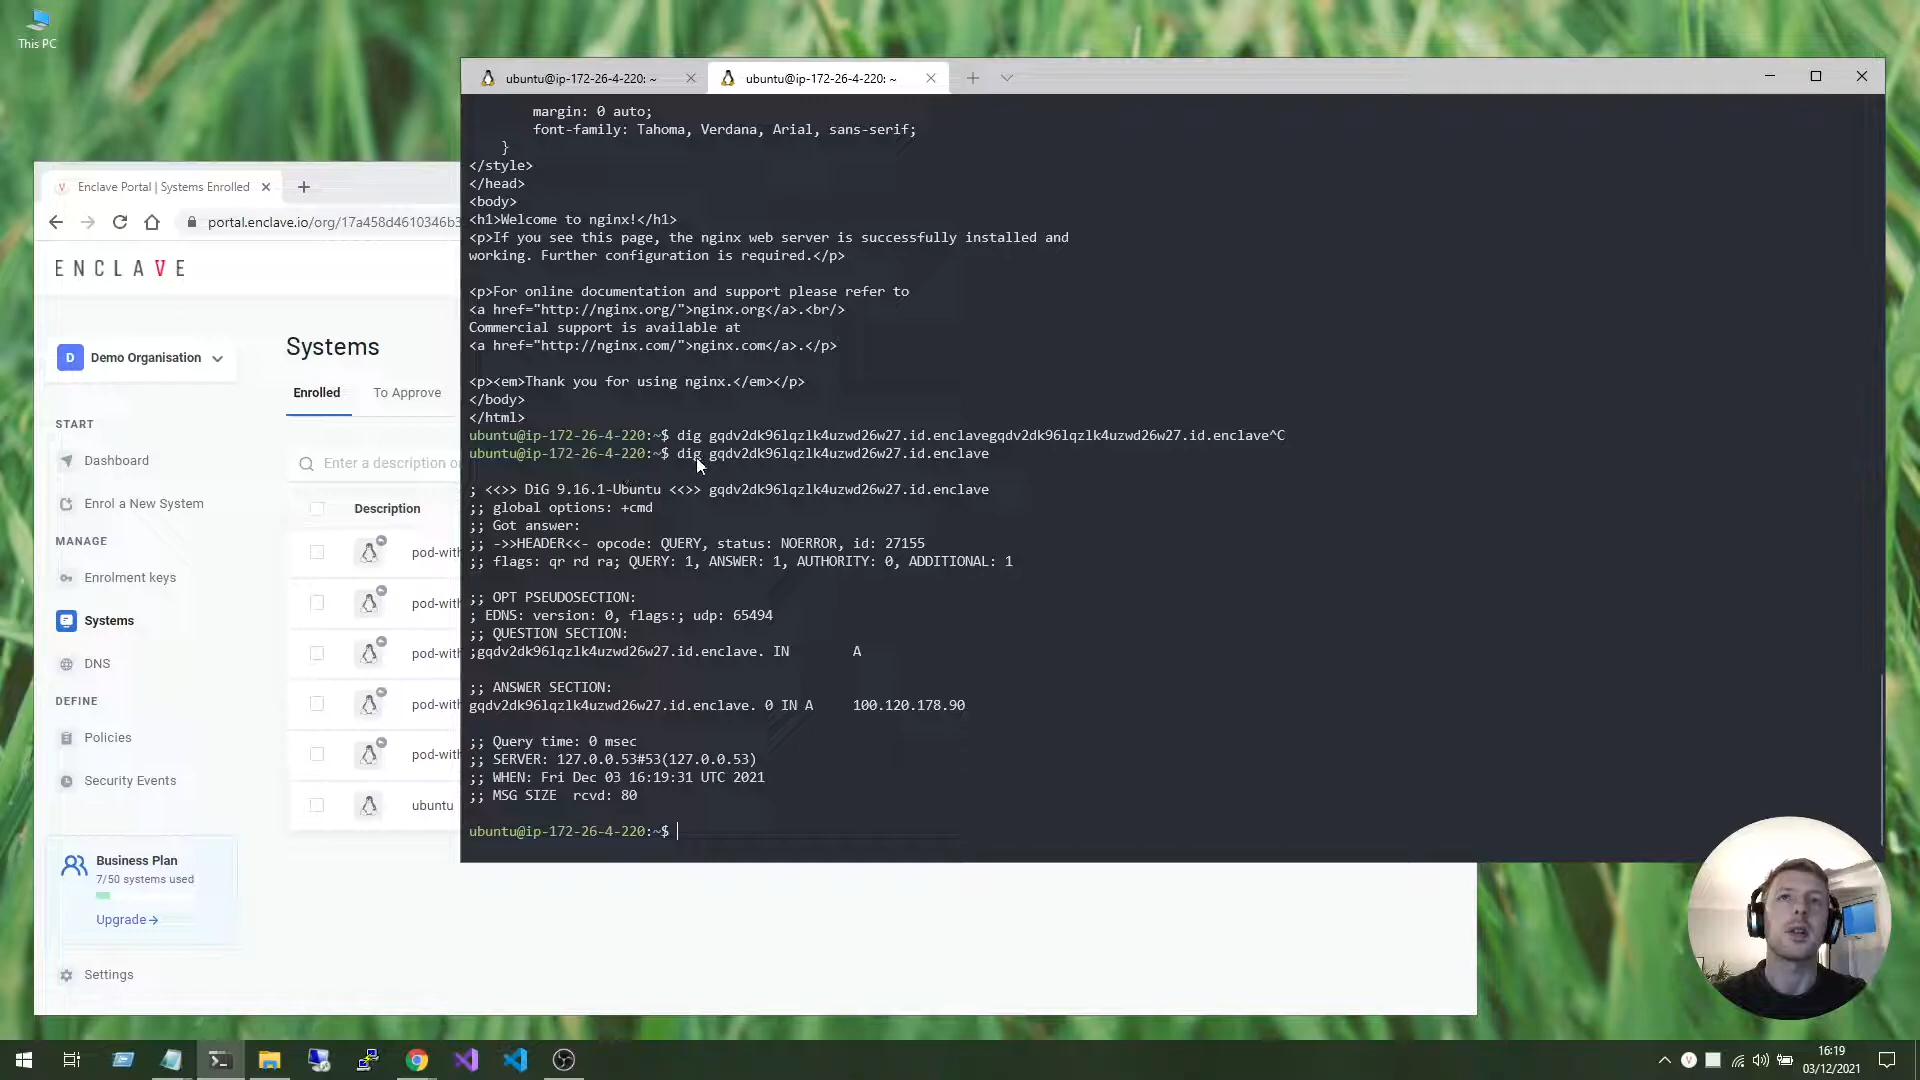 This PC
ubuntu@ip-172-26-4-220: ~
ubuntu@ip-172-26-4-220: ~
margin: 0 auto;
font-family: Tahoma, Verdana, Arial, sans-serif;
}
</style>
</head>
<body>
<h1>Welcome to nginx!</h1>
<p>If you see this page, the nginx web server is successfully installed and
working. Further configuration is required.</p>
<p>For online documentation and support please refer to
<a href="http://nginx.org/">nginx.org</a>.<br/>
Commercial support is available at
<a href="http://nginx.com/">nginx.com</a>.</p>
<p><em>Thank you for using nginx.</em></p>
</body>
</html>
ubuntu@ip-172-26-4-220:~$ dig gqdv2dk96lqzlk4uzwd26w27.id.enclavegqdv2dk96lqzlk4uzwd26w27.id.enclave^C
ubuntu@ip-172-26-4-220:~$ dig gqdv2dk96lqzlk4uzwd26w27.id.enclave
; <<>> DiG 9.16.1-Ubuntu <<>> gqdv2dk96lqzlk4uzwd26w27.id.enclave
;; global options: +cmd
;; Got answer:
;; ->>HEADER<<- opcode: QUERY, status: NOERROR, id: 27155
;; flags: qr rd ra; QUERY: 1, ANSWER: 1, AUTHORITY: 0, ADDITIONAL: 1
;; OPT PSEUDOSECTION:
; EDNS: version: 0, flags:; udp: 65494
;; QUESTION SECTION:
;gqdv2dk96lqzlk4uzwd26w27.id.enclave. IN A
;; ANSWER SECTION:
gqdv2dk96lqzlk4uzwd26w27.id.enclave. 0 IN A 100.120.178.90
;; Query time: 0 msec
;; SERVER: 127.0.0.53#53(127.0.0.53)
;; WHEN: Fri Dec 03 16:19:31 UTC 2021
;; MSG SIZE rcvd: 80
ubuntu@ip-172-26-4-220:~$
Enclave Portal | Systems Enrolled
portal.enclave.io/org/17a458d4610346b3
ENCLAVE
D Demo Organisation
START
Dashboard
Enrol a New System
MANAGE
Enrolment keys
Systems
DNS
DEFINE
Policies
Security Events
Business Plan
7/50 systems used
Upgrade→
Settings
Systems
Enrolled To Approve
Enter a description o
Description
pod-with
pod-with
pod-with
pod-with
pod-with
ubuntu
16:19
03/12/2021